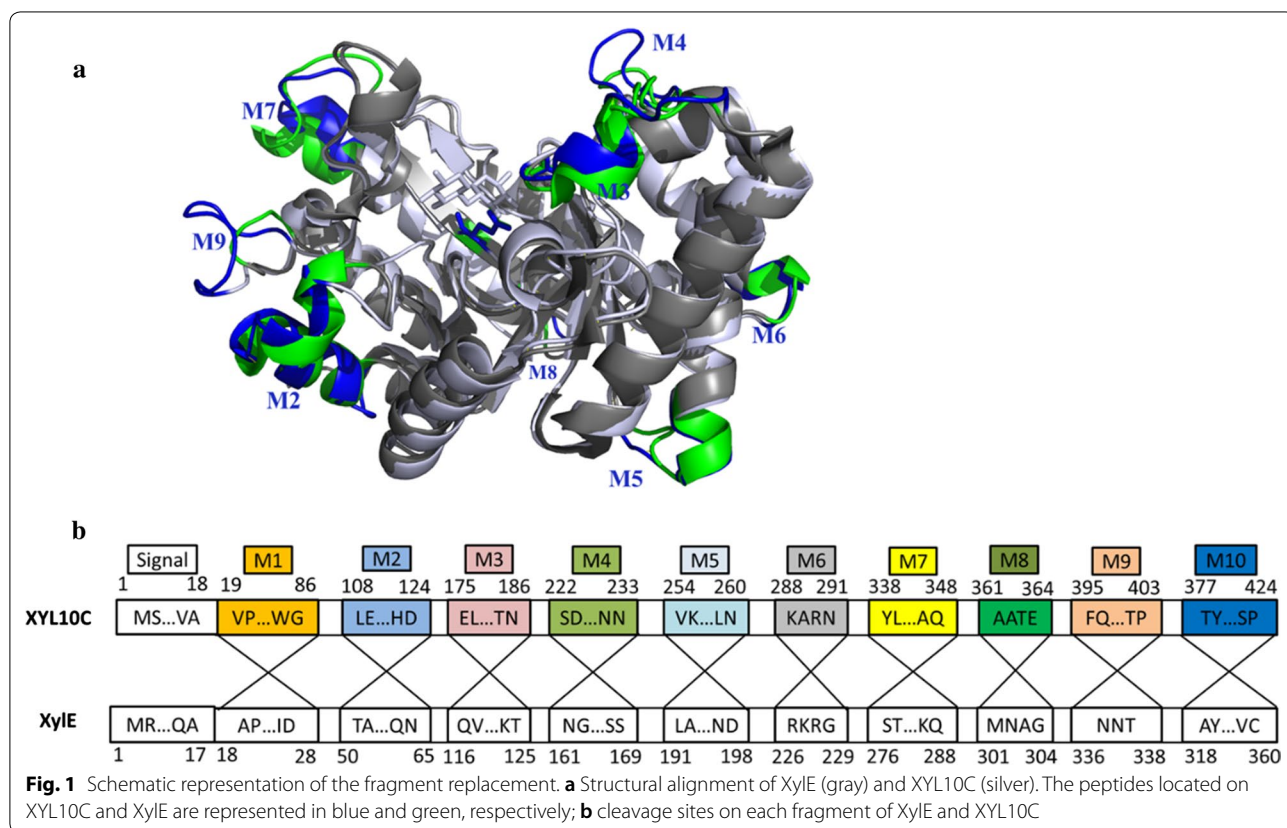 a
M4
M7
M3
M9
M6
M8
M2
M5
b
Signal M1 M2 M3 M4 M5 M6 M7 M8 M9 M10
1 18 19 86 108 124 175 186 222 233 254 260 288 291 338 348 361 364 395 403 377 424
XYL10C MS...VA VP...WG LE...HD EL...TN SD...NN VK...LN KARN YL...AQ AATE FQ...TP TY...SP
XylE MR...QA AP...ID TA...QN QV...KT NG...SS LA...ND RKRG ST...KQ MNAG NNT AY...VC
1 17 18 28 50 65 116 125 161 169 191 198 226 229 276 288 301 304 336 338 318 360
Fig. 1 Schematic representation of the fragment replacement. a Structural alignment of XylE (gray) and XYL10C (silver). The peptides located on
XYL10C and XylE are represented in blue and green, respectively; b cleavage sites on each fragment of XylE and XYL10C